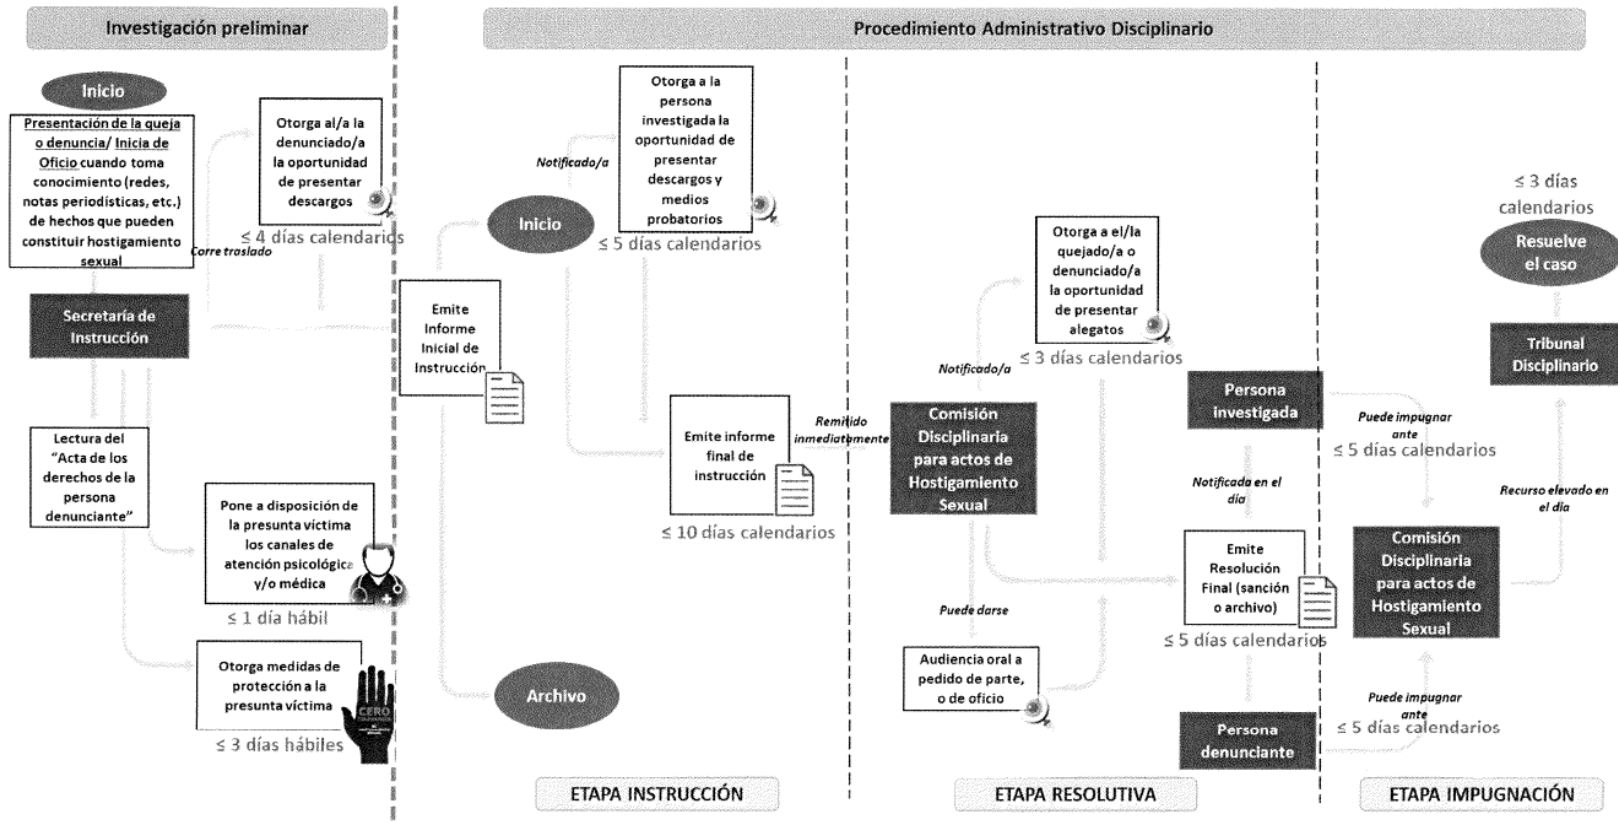 Investigación preliminar
Procedimiento Administrativo Disciplinario
Inicio
Presentación de la queja
o denuncia/ Inicia de
Oficio cuando toma
conocimiento (redes,
notas periodísticas, etc.)
de hechos que pueden
constituir hostigamiento
sexual
Otorga al/a la
denunciado/a
la oportunidad
de presentar
descargos
≤ 4 días calendarios
Corre traslado
Secretaría de
Instrucción
Lectura del
“Acta de los
derechos de la
persona
denunciante”
Pone a disposición de
la presunta víctima
los canales de
atención psicológica
y/o médica
≤ 1 día hábil
Otorga medidas de
protección a la
presunta víctima
CERO
≤ 3 días hábiles
Emite
Informe
Inicial de
Instrucción
Inicio
Notificado/a
Otorga a la
persona
investigada la
oportunidad de
presentar
descargos y
medios
probatorios
≤ 5 días calendarios
Emite informe
final de
instrucción
≤ 10 días calendarios
Archivo
ETAPA INSTRUCCIÓN
Remitido
inmediatamente
Comisión
Disciplinaria
para actos de
Hostigamiento
Sexual
Notificado/a
Otorga a el/la
quejado/a o
denunciado/a
la oportunidad
de presentar
alegatos
≤ 3 días calendarios
Puede darse
Audiencia oral a
pedido de parte,
o de oficio
Persona
investigada
Notificada en el
día
Emite
Resolución
Final (sanción
o archivo)
≤ 5 días calendarios
Persona
denunciante
ETAPA RESOLUTIVA
Puede impugnar
ante
≤ 5 días calendarios
Comisión
Disciplinaria
para actos de
Hostigamiento
Sexual
Puede impugnar
ante
≤ 5 días calendarios
Recurso elevado en
el día
Tribunal
Disciplinario
≤ 3 días
calendarios
Resuelve
el caso
ETAPA IMPUGNACIÓN